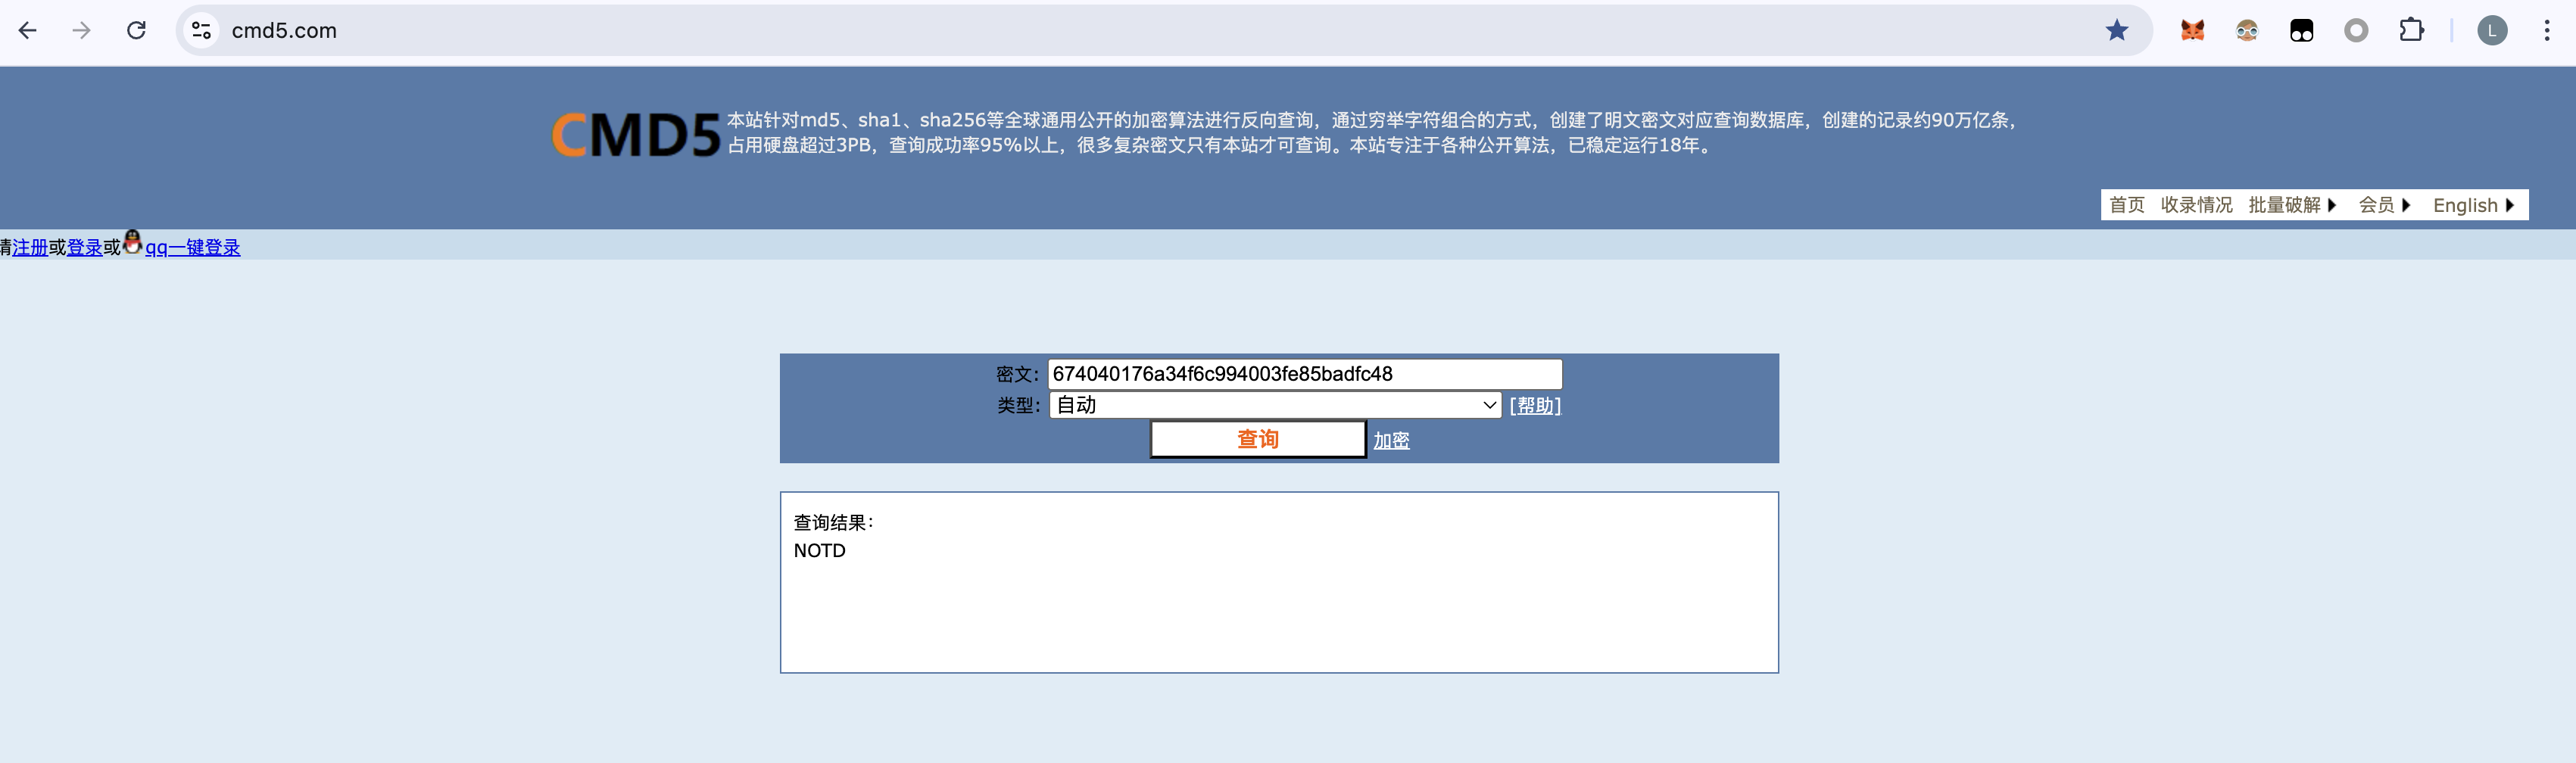 cmd5.com
L
CMD5
本站针对md5、sha1、sha256等全球通用公开的加密算法进行反向查询，通过穷举字符组合的方式，创建了明文密文对应查询数据库，创建的记录约90万亿条，
占用硬盘超过3PB，查询成功率95%以上，很多复杂密文只有本站才可查询。本站专注于各种公开算法，已稳定运行18年。
首页 收录情况 批量破解 会员 English
请注册或登录或qq一键登录
密文：674040176a34f6c994003fe85badfc48
类型：自动 [帮助]
查询 加密
查询结果：
NOTD